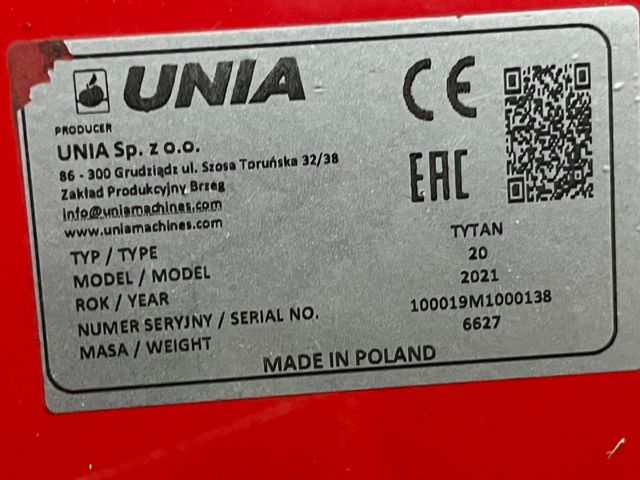 UNIA
CE
EAC
PRODUCER
UNIA Sp. z o.o.
86 - 300 Grudziądz ul. Szosa Toruńska 32/38
Zakład Produkcyjny Brzeg
info@uniamachines.com
www.uniamachines.com
TYP / TYPE TYTAN
MODEL / MODEL 20
ROK / YEAR 2021
NUMER SERYJNY / SERIAL NO. 100019M1000138
MASA / WEIGHT 6627
MADE IN POLAND